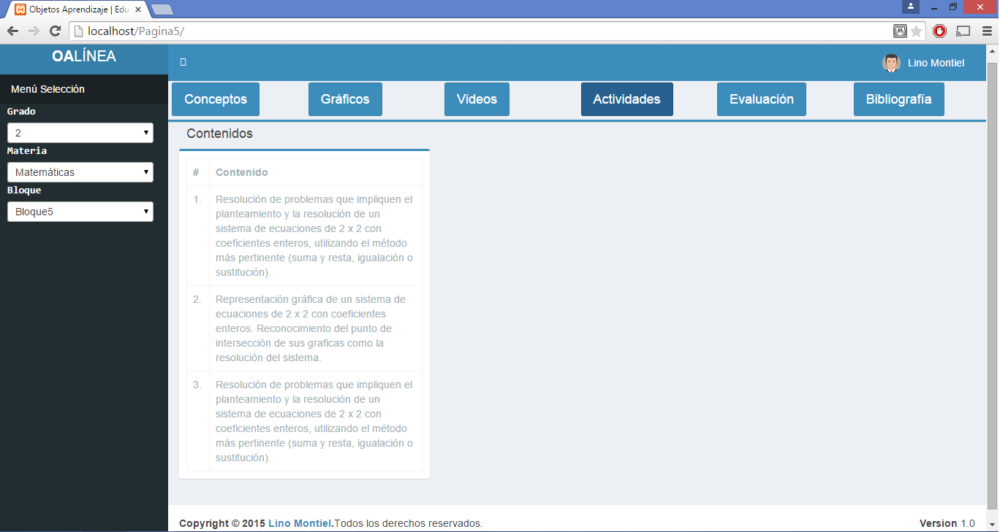 Objetos Aprendizaje | Edu
localhost/Pagina5/
OALÍNEA
Lino Montiel
Menú Selección
Grado
2
Materia
Matemáticas
Bloque
Bloque5
Conceptos
Gráficos
Videos
Actividades
Evaluación
Bibliografía
Contenidos
# Contenido
1. Resolución de problemas que impliquen el
planteamiento y la resolución de un
sistema de ecuaciones de 2 x 2 con
coeficientes enteros, utilizando el método
más pertinente (suma y resta, igualación o
sustitución).
2. Representación gráfica de un sistema de
ecuaciones de 2 x 2 con coeficientes
enteros. Reconocimiento del punto de
intersección de sus graficas como la
resolución del sistema.
3. Resolución de problemas que impliquen el
planteamiento y la resolución de un
sistema de ecuaciones de 2 x 2 con
coeficientes enteros, utilizando el método
más pertinente (suma y resta, igualación o
sustitución).
Copyright © 2015 Lino Montiel.Todos los derechos reservados.
Version 1.0